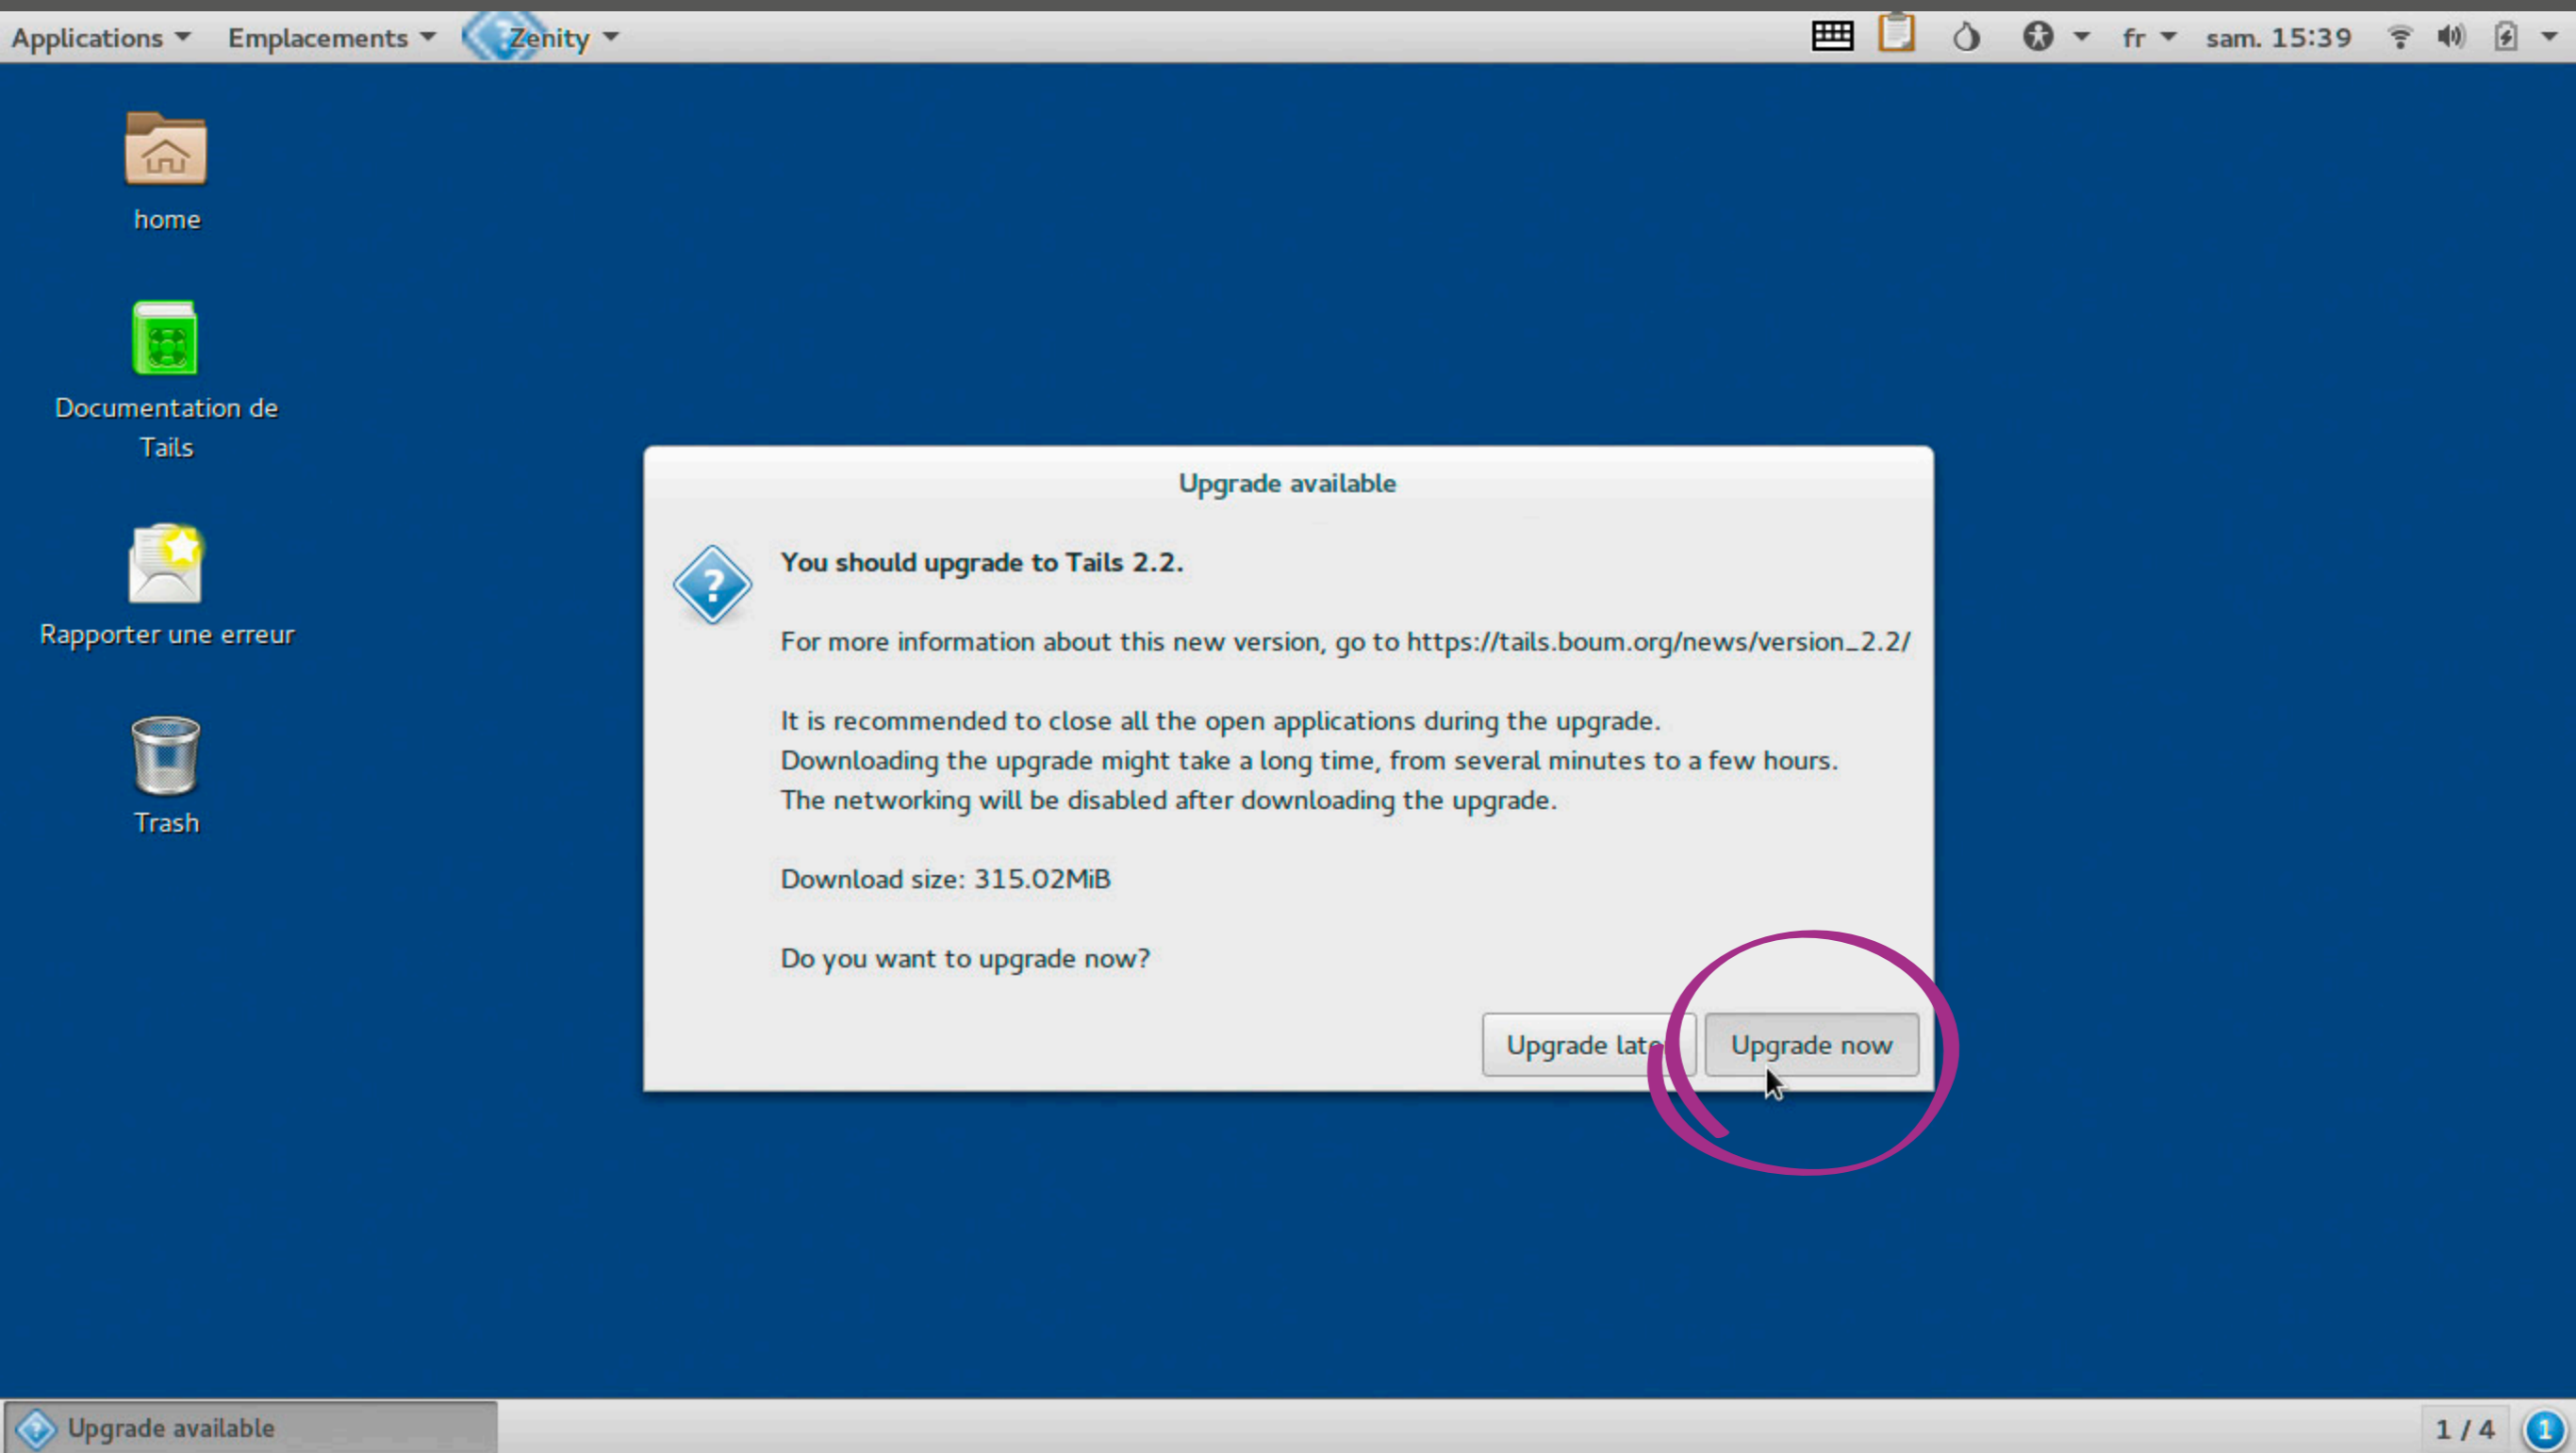 Applications Emplacements Zenity fr sam. 15:39
home
Documentation de
Tails
Rapporter une erreur
Trash
Upgrade available
You should upgrade to Tails 2.2.
For more information about this new version, go to https://tails.boum.org/news/version_2.2/
It is recommended to close all the open applications during the upgrade.
Downloading the upgrade might take a long time, from several minutes to a few hours.
The networking will be disabled after downloading the upgrade.
Download size: 315.02MiB
Do you want to upgrade now?
Upgrade late Upgrade now
Upgrade available 1 / 4 1